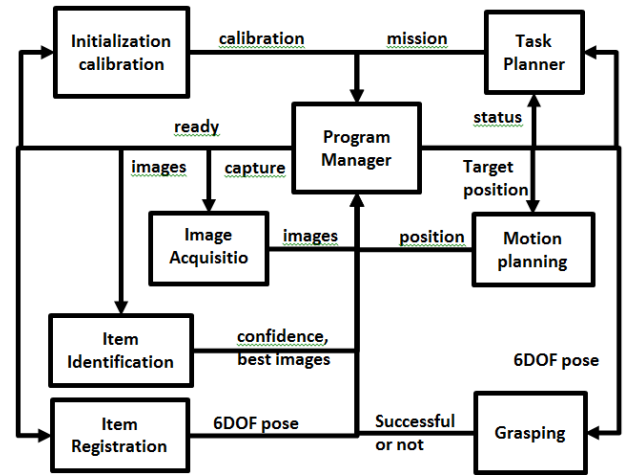 Initialization
calibration
calibration
mission
Task
Planner
ready
Program
Manager
status
images
capture
Target
position
Image
Acquisitio
images
position
Motion
planning
Item
Identification
confidence,
best images
6DOF pose
Item
Registration
6DOF pose
Successful
or not
Grasping